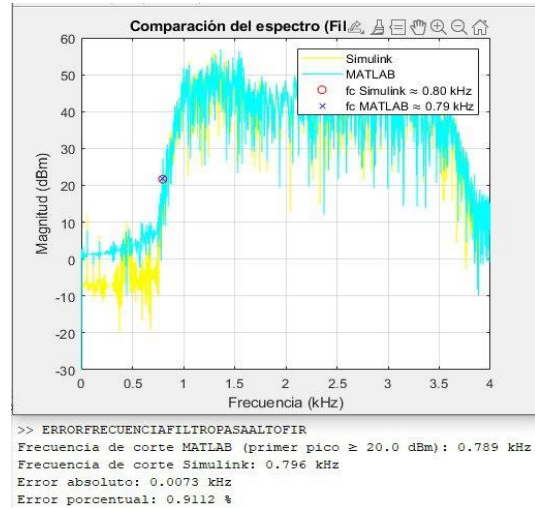 Comparación del espectro (Fil
Simulink
MATLAB
fc Simulink ≈ 0.80 kHz
fc MATLAB ≈ 0.79 kHz
60
50
40
30
20
10
0
-10
-20
-30
Magnitud (dBm)
0 0.5 1 1.5 2 2.5 3 3.5 4
Frecuencia (kHz)
>> ERRORFRECUENCIAFILTROPASAALTOFIR
Frecuencia de corte MATLAB (primer pico ≥ 20.0 dBm): 0.789 kHz
Frecuencia de corte Simulink: 0.796 kHz
Error absoluto: 0.0073 kHz
Error porcentual: 0.9112 %